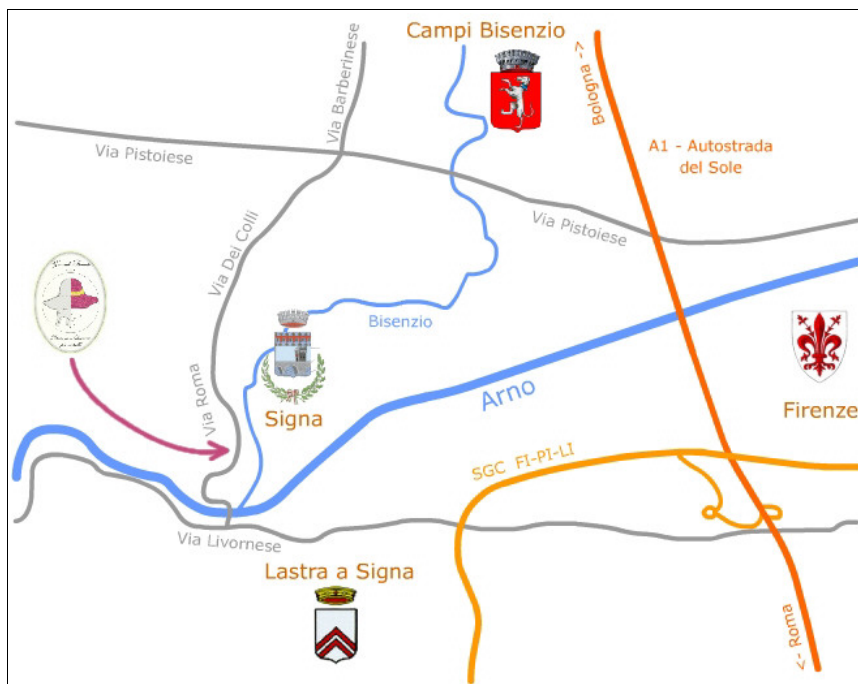 Campi Bisenzio
Bologna ->
Via Barberinese
A1 - Autostrada
del Sole
Via Pistoiese
Via Pistoiese
Via Dei Colli
Bisenzio
Arno
Via Roma
Signa
Firenze
SGC FI-PI-LI
Via Livornese
Lastra a Signa
<- Roma